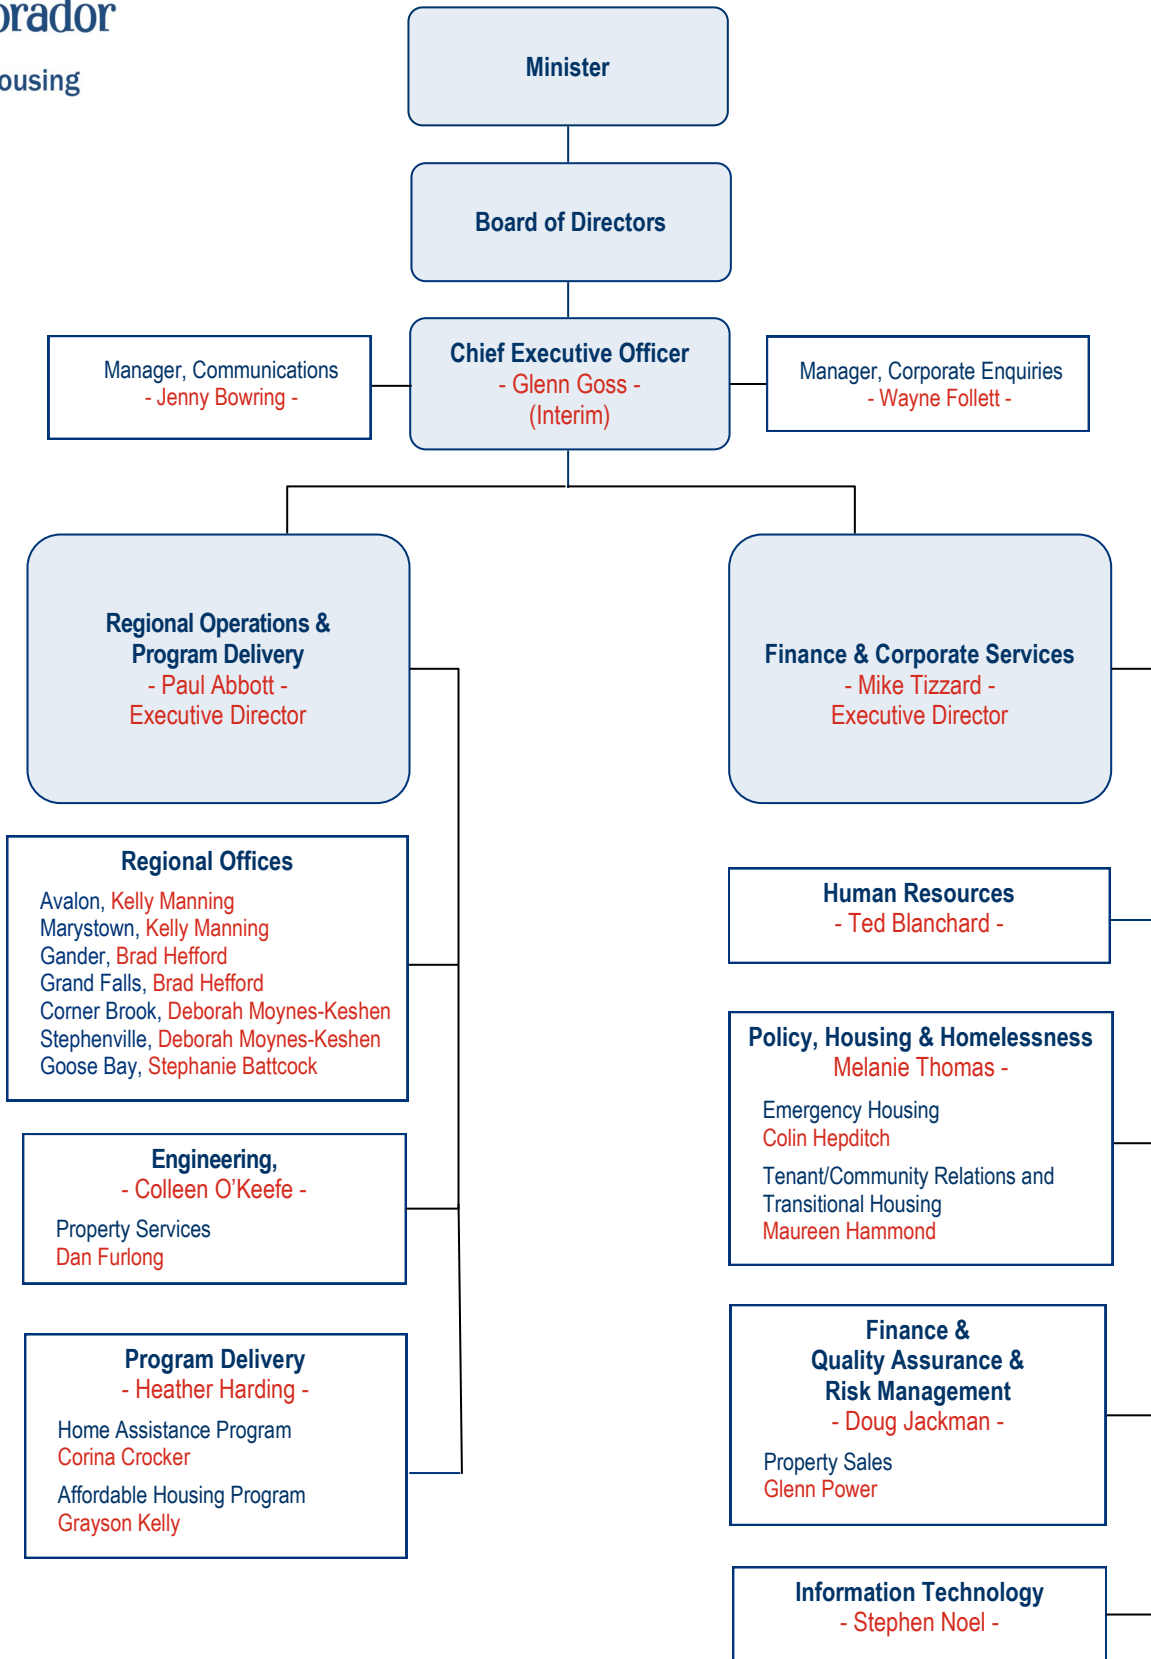 ousing
Minister
Board of Directors
Chief Executive Officer
- Glenn Goss -
(Interim)
Manager, Communications
- Jenny Bowring -
Manager, Corporate Enquiries
- Wayne Follett -
Regional Operations &
Program Delivery
- Paul Abbott -
Executive Director
Finance & Corporate Services
- Mike Tizzard -
Executive Director
Regional Offices
Avalon, Kelly Manning
Marystown, Kelly Manning
Gander, Brad Hefford
Grand Falls, Brad Hefford
Corner Brook, Deborah Moynes-Keshen
Stephenville, Deborah Moynes-Keshen
Goose Bay, Stephanie Battcock
Engineering,
- Colleen O’Keefe -
Property Services
Dan Furlong
Program Delivery
- Heather Harding -
Home Assistance Program
Corina Crocker
Affordable Housing Program
Grayson Kelly
Human Resources
- Ted Blanchard -
Policy, Housing & Homelessness
Melanie Thomas -
Emergency Housing
Colin Hepditch
Tenant/Community Relations and
Transitional Housing
Maureen Hammond
Finance &
Quality Assurance &
Risk Management
- Doug Jackman -
Property Sales
Glenn Power
Information Technology
- Stephen Noel -